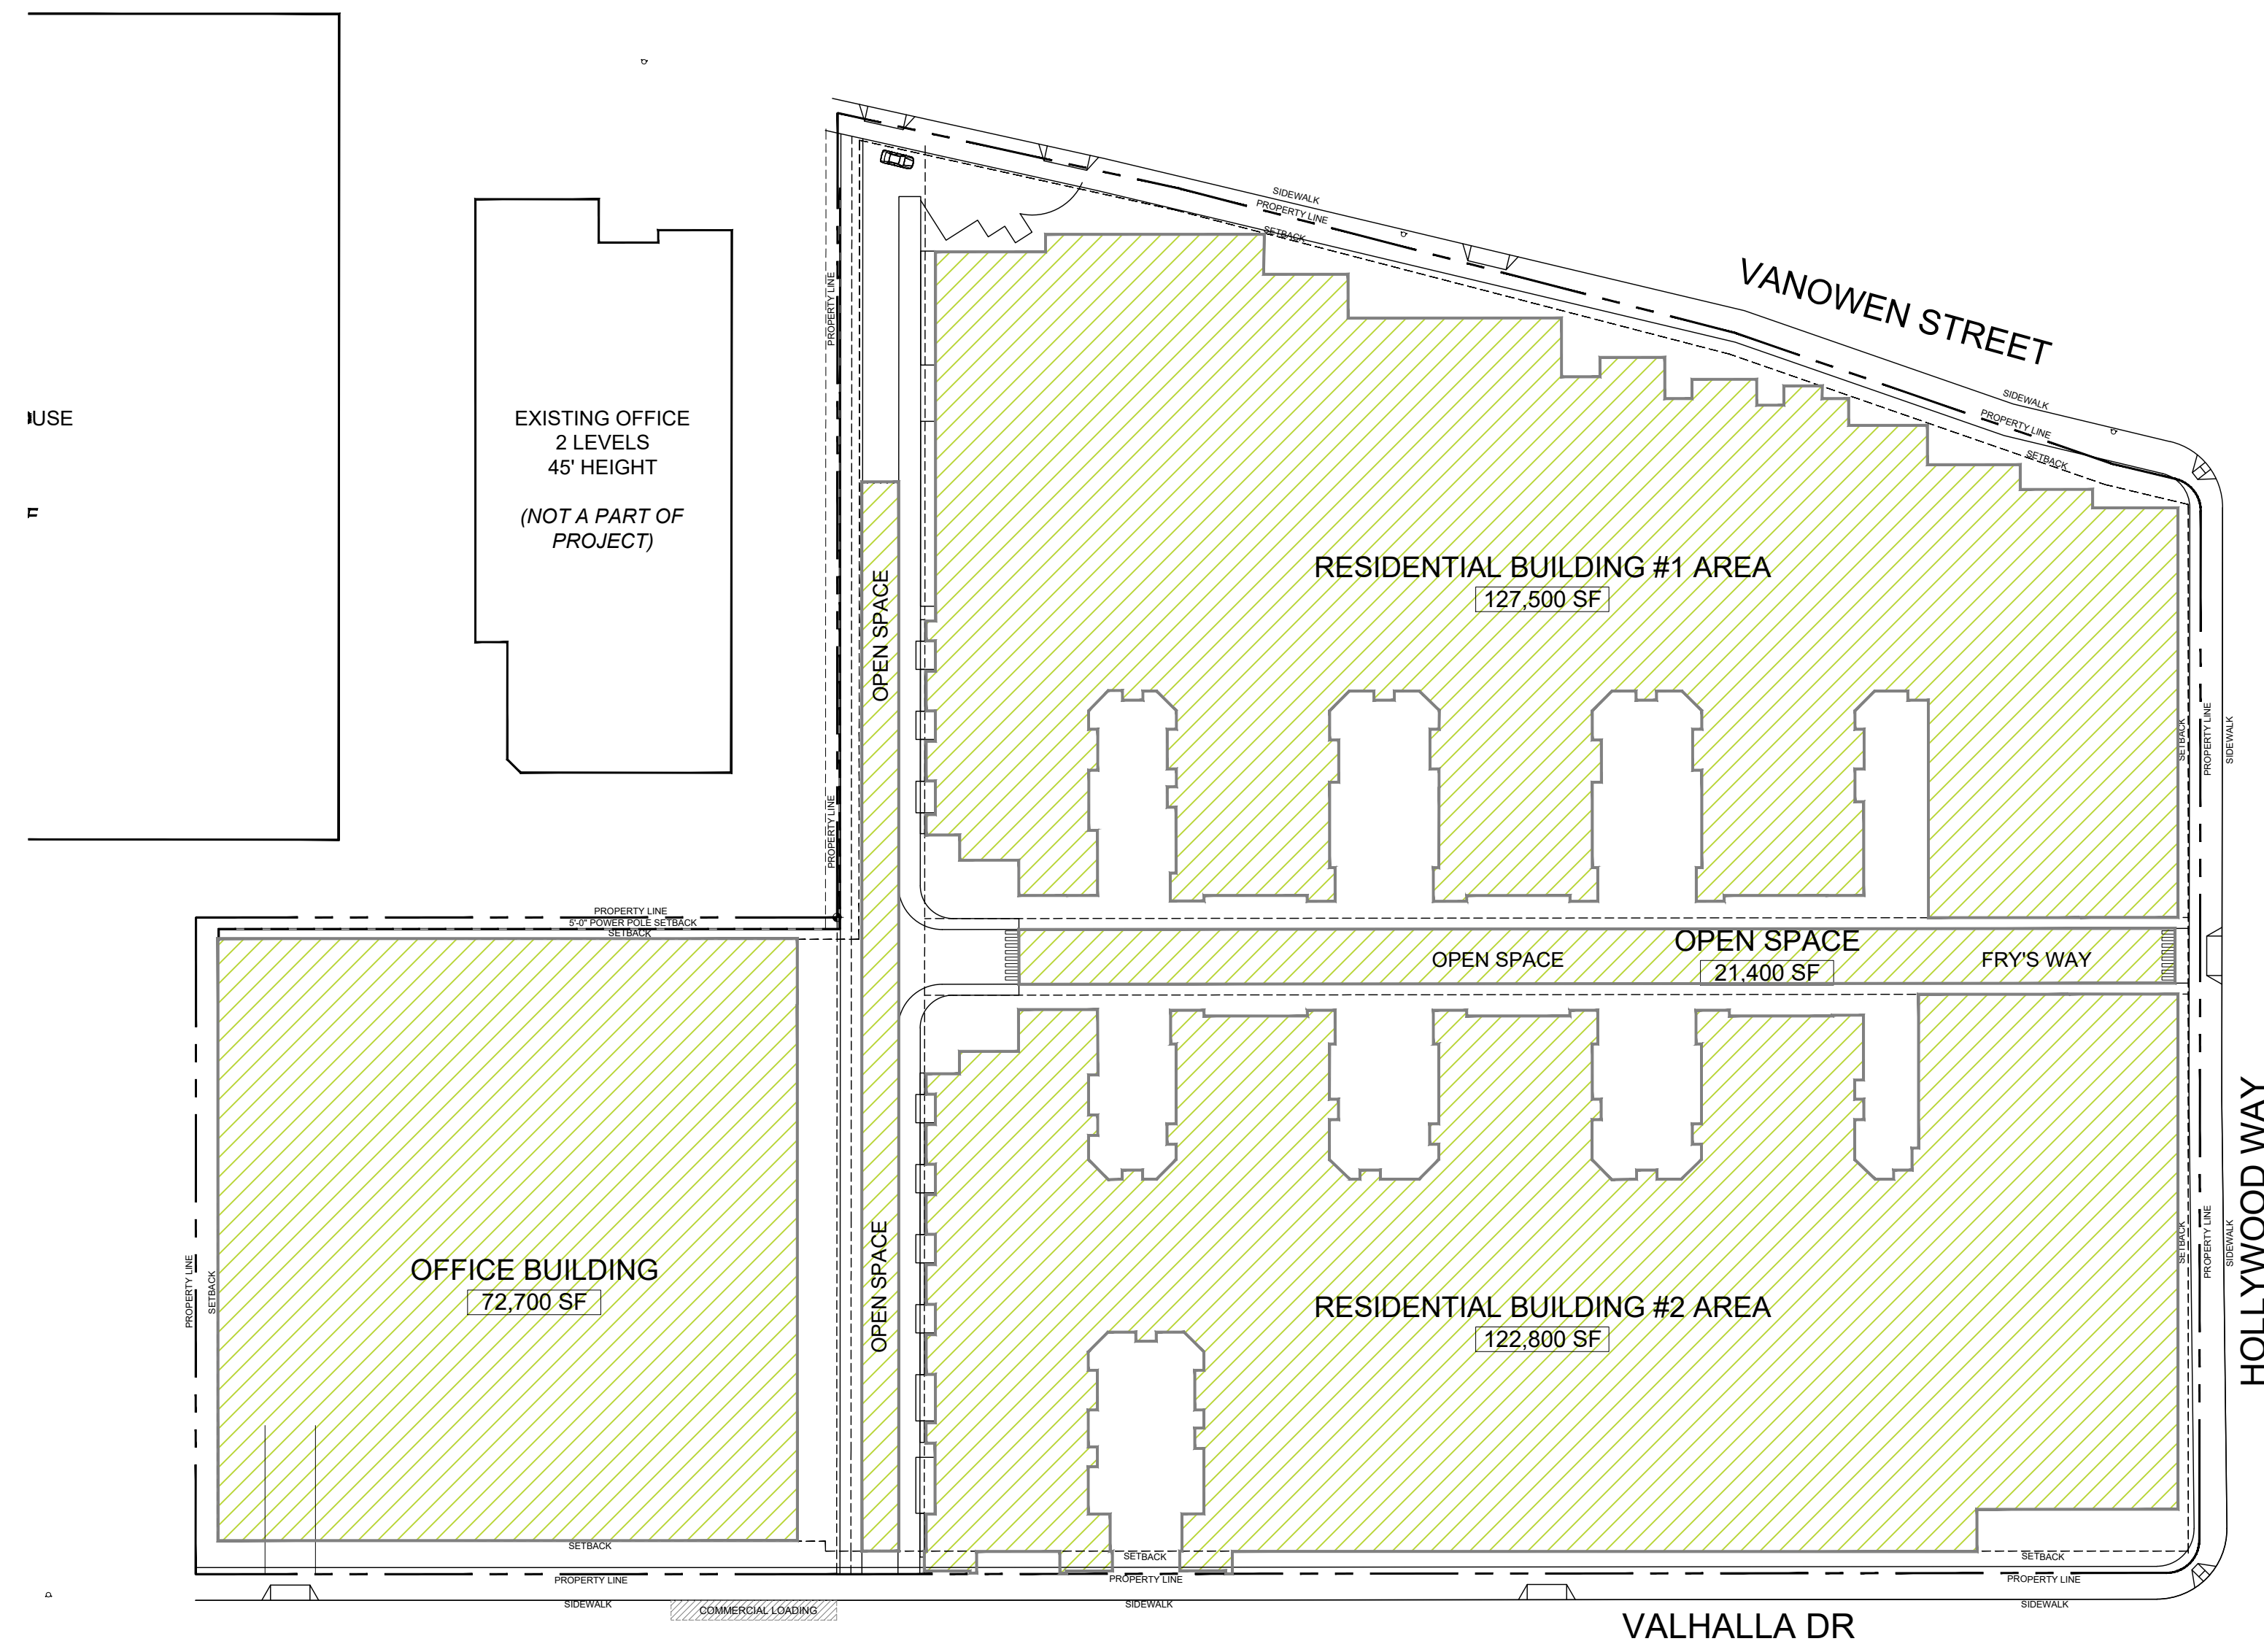 SIDEWALK
PROPERTY LINE
SETBACK
VANOWEN STREET
PROPERTY LINE
SIDEWALK
PROPERTY LINE
SETBACK
USE
EXISTING OFFICE
2 LEVELS
45' HEIGHT
(NOT A PART OF
PROJECT)
OPEN SPACE
RESIDENTIAL BUILDING #1 AREA
127,500 SF
SETBACK
PROPERTY LINE
SIDEWALK
PROPERTY LINE
PROPERTY LINE
5'-0" POWER POLE SETBACK
SETBACK
OPEN SPACE
OPEN SPACE
21,400 SF
FRY'S WAY
HOLLYWOOD WAY
OFFICE BUILDING
72,700 SF
PROPERTY LINE
SETBACK
OPEN SPACE
RESIDENTIAL BUILDING #2 AREA
122,800 SF
SETBACK
PROPERTY LINE
SIDEWALK
SETBACK
PROPERTY LINE
SIDEWALK
COMMERCIAL LOADING
SETBACK
PROPERTY LINE
SIDEWALK
SETBACK
PROPERTY LINE
SIDEWALK
VALHALLA DR